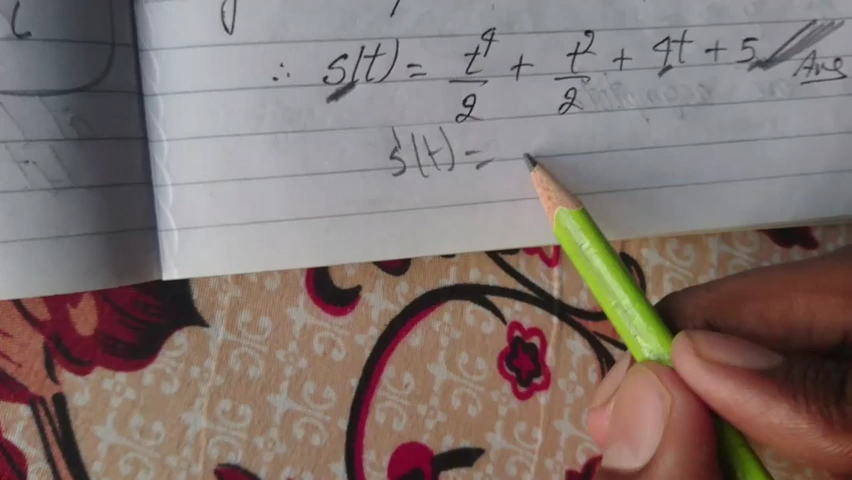 ∴ s(t) = t⁴/2 + t²/2 + 4t + 5 Ans
s'(t) =